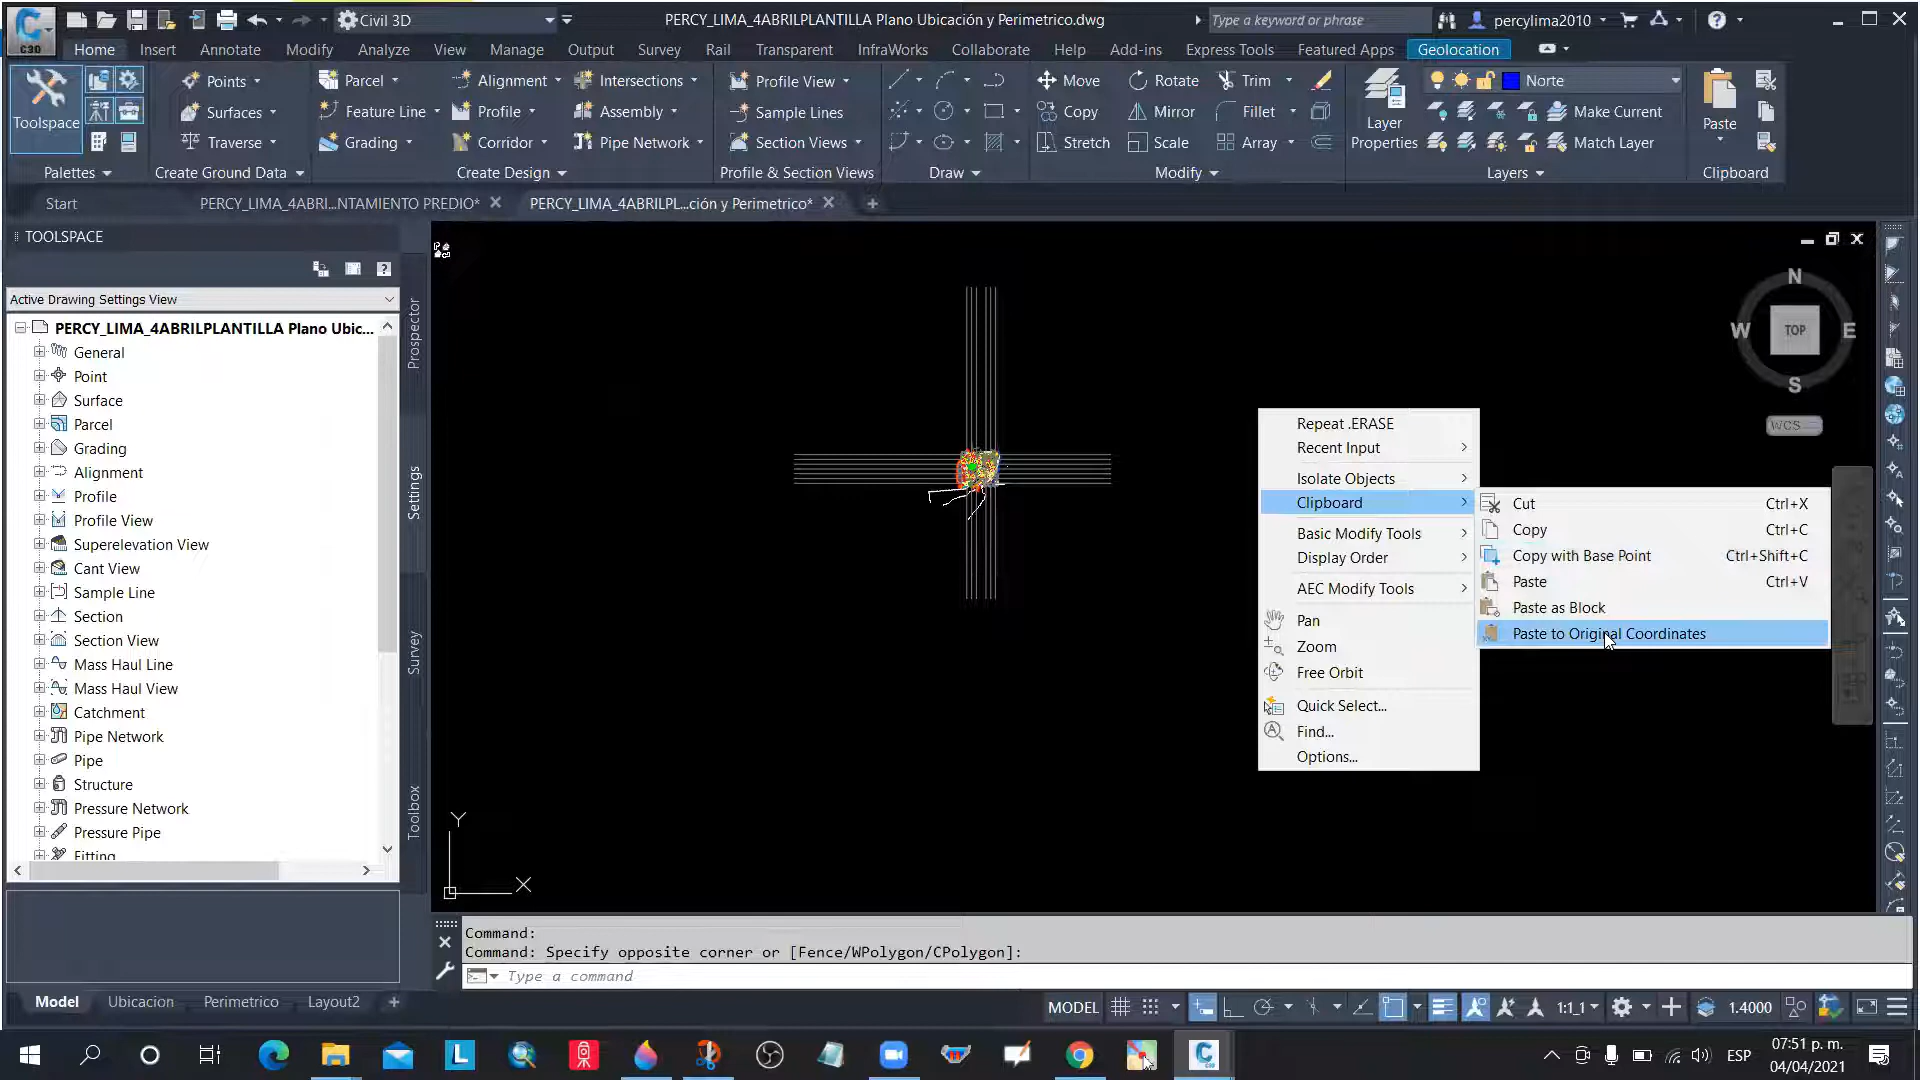 C3D
Civil 3D
PERCY_LIMA_4ABRILPLANTILLA Plano Ubicación y Perimetrico.dwg
Type a keyword or phrase
percylima2010
Home Insert Annotate Modify Analyze View Manage Output Survey Rail Transparent InfraWorks Collaborate Help Add-ins Express Tools Featured Apps Geolocation
Toolspace
Points
Surfaces
Traverse
Parcel
Feature Line
Grading
Alignment
Profile
Corridor
Intersections
Assembly
Pipe Network
Profile View
Sample Lines
Section Views
Move
Copy
Stretch
Rotate
Mirror
Scale
Trim
Fillet
Array
Layer
Properties
Norte
Make Current
Match Layer
Paste
Palettes
Create Ground Data
Create Design
Profile & Section Views
Draw
Modify
Layers
Clipboard
Start
PERCY_LIMA_4ABRI...NTAMIENTO PREDIO*
PERCY_LIMA_4ABRILPL...ción y Perimetrico*
TOOLSPACE
Active Drawing Settings View
PERCY_LIMA_4ABRILPLANTILLA Plano Ubic...
General
Point
Surface
Parcel
Grading
Alignment
Profile
Profile View
Superelevation View
Cant View
Sample Line
Section
Section View
Mass Haul Line
Mass Haul View
Catchment
Pipe Network
Pipe
Structure
Pressure Network
Pressure Pipe
Fitting
Prospector
Settings
Survey
Toolbox
N
W
TOP
E
S
WCS
Y
X
Repeat .ERASE
Recent Input
Isolate Objects
Clipboard
Basic Modify Tools
Display Order
AEC Modify Tools
Pan
Zoom
Free Orbit
Quick Select...
Find...
Options...
Cut Ctrl+X
Copy Ctrl+C
Copy with Base Point Ctrl+Shift+C
Paste Ctrl+V
Paste as Block
Paste to Original Coordinates
Command:
Command: Specify opposite corner or [Fence/WPolygon/CPolygon]:
Type a command
Model Ubicacion Perimetrico Layout2
MODEL
1:1_1
1.4000
ESP
07:51 p. m.
04/04/2021